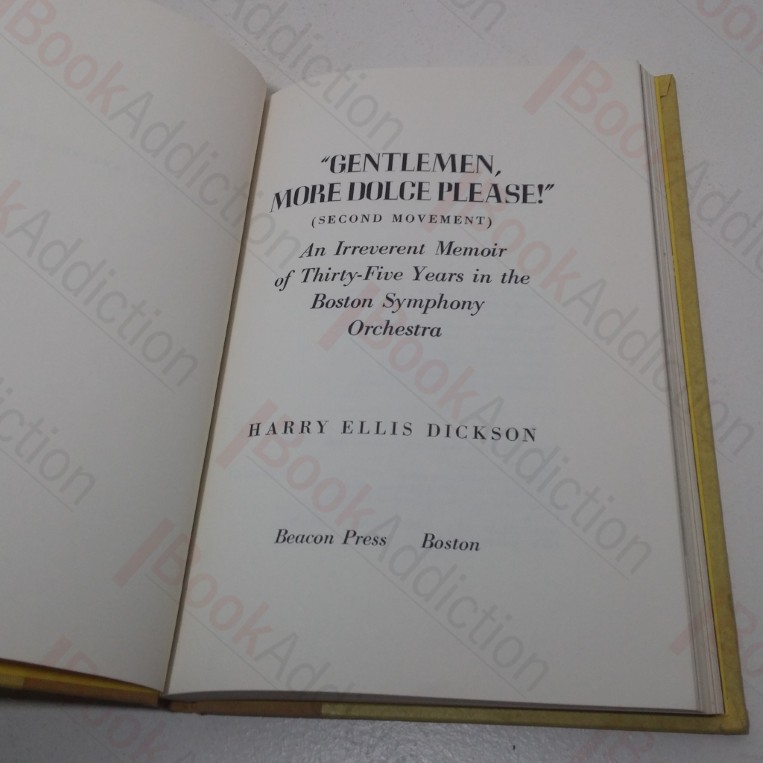 "GENTLEMEN,
MORE DOLCE PLEASE!"
(SECOND MOVEMENT)
An Irreverent Memoir
of Thirty-Five Years in the
Boston Symphony
Orchestra
HARRY ELLIS DICKSON
Beacon Press Boston
BookAddiction